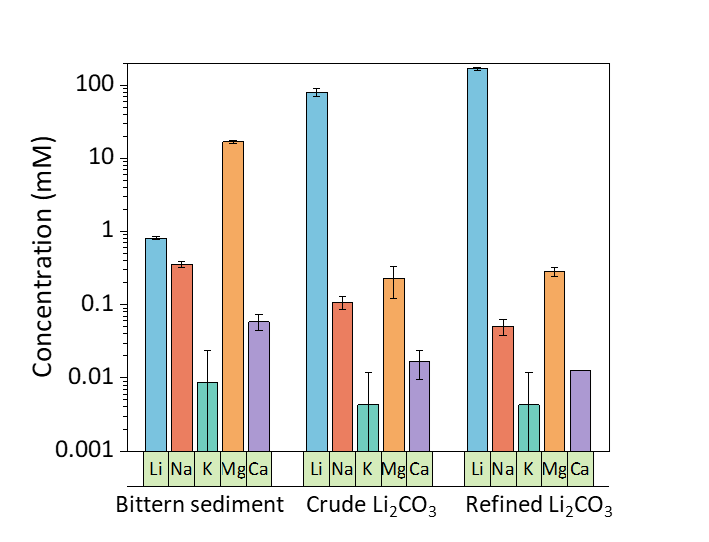 Concentration (mM)
100
10
1
0.1
0.01
0.001
Li Na K Mg Ca Li Na K Mg Ca Li Na K Mg Ca
Bittern sediment Crude Li₂CO₃ Refined Li₂CO₃